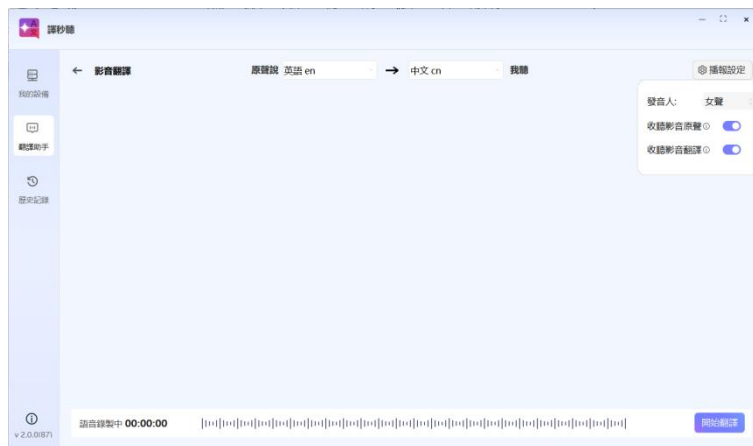 譯秒聽
我的設備
翻譯助手
歷史記錄
v 2.0.0(87)
← 影音翻譯
原聲說 英語 en → 中文 cn 我聽
播報設定
發音人: 女聲
收聽影音原聲
收聽影音翻譯
語音錄製中 00:00:00
開始翻譯